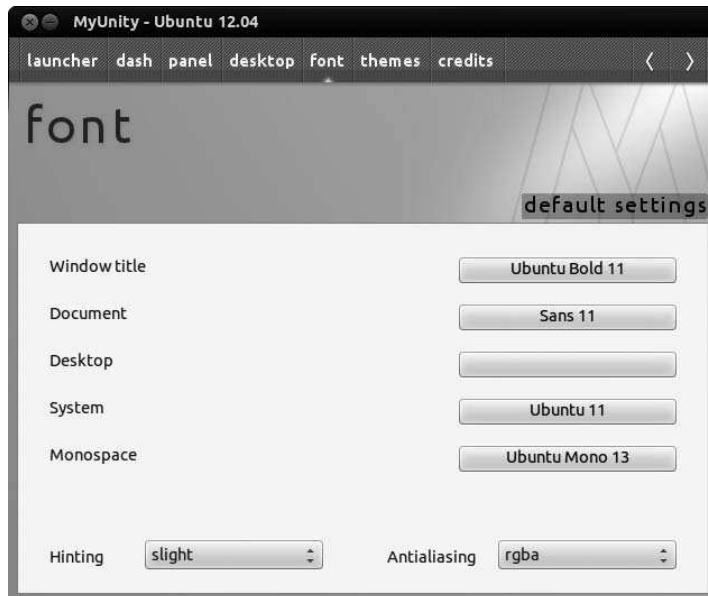 MyUnity - Ubuntu 12.04
launcher dash panel desktop font themes credits
font
default settings
Window title Ubuntu Bold 11
Document Sans 11
Desktop
System Ubuntu 11
Monospace Ubuntu Mono 13
Hinting slight Antialiasing rgba